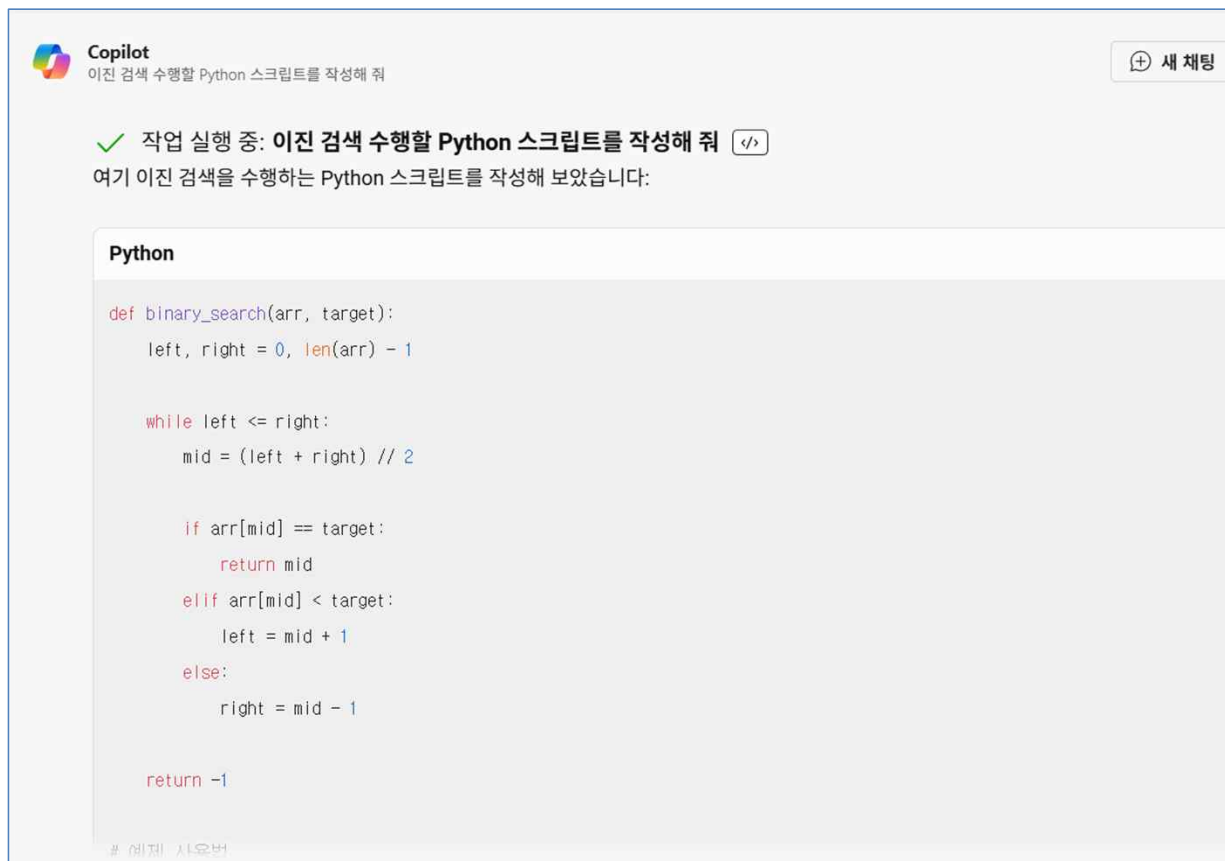 Copilot
이진 검색 수행할 Python 스크립트를 작성해 줘
새 채팅
작업 실행 중: 이진 검색 수행할 Python 스크립트를 작성해 줘 </>
여기 이진 검색을 수행하는 Python 스크립트를 작성해 보았습니다:
Python
def binary_search(arr, target):
    left, right = 0, len(arr) - 1
    while left <= right:
        mid = (left + right) // 2
        if arr[mid] == target:
            return mid
        elif arr[mid] < target:
            left = mid + 1
        else:
            right = mid - 1
    return -1
# 예제 사용법